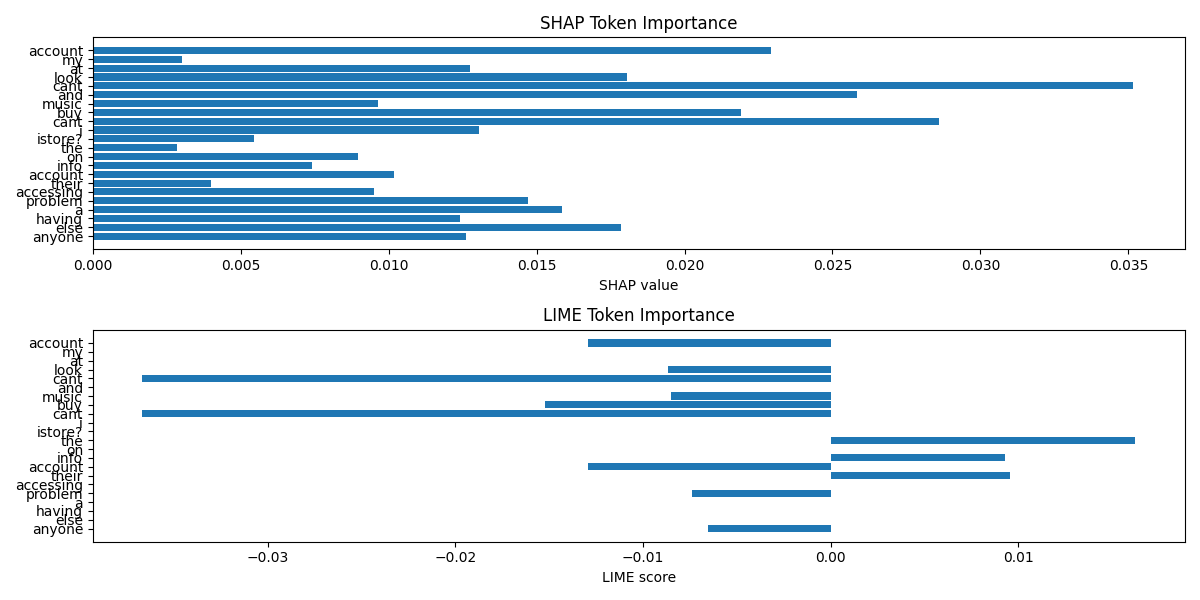 SHAP Token Importance
account
my
at
look
cant
and
music
buy
cant
i
istore?
the
on
info
account
their
accessing
problem
a
having
else
anyone
0.000 0.005 0.010 0.015 0.020 0.025 0.030 0.035
SHAP value
LIME Token Importance
account
my
at
look
cant
and
music
buy
cant
i
istore?
the
on
info
account
their
accessing
problem
a
having
else
anyone
−0.03 −0.02 −0.01 0.00 0.01
LIME score